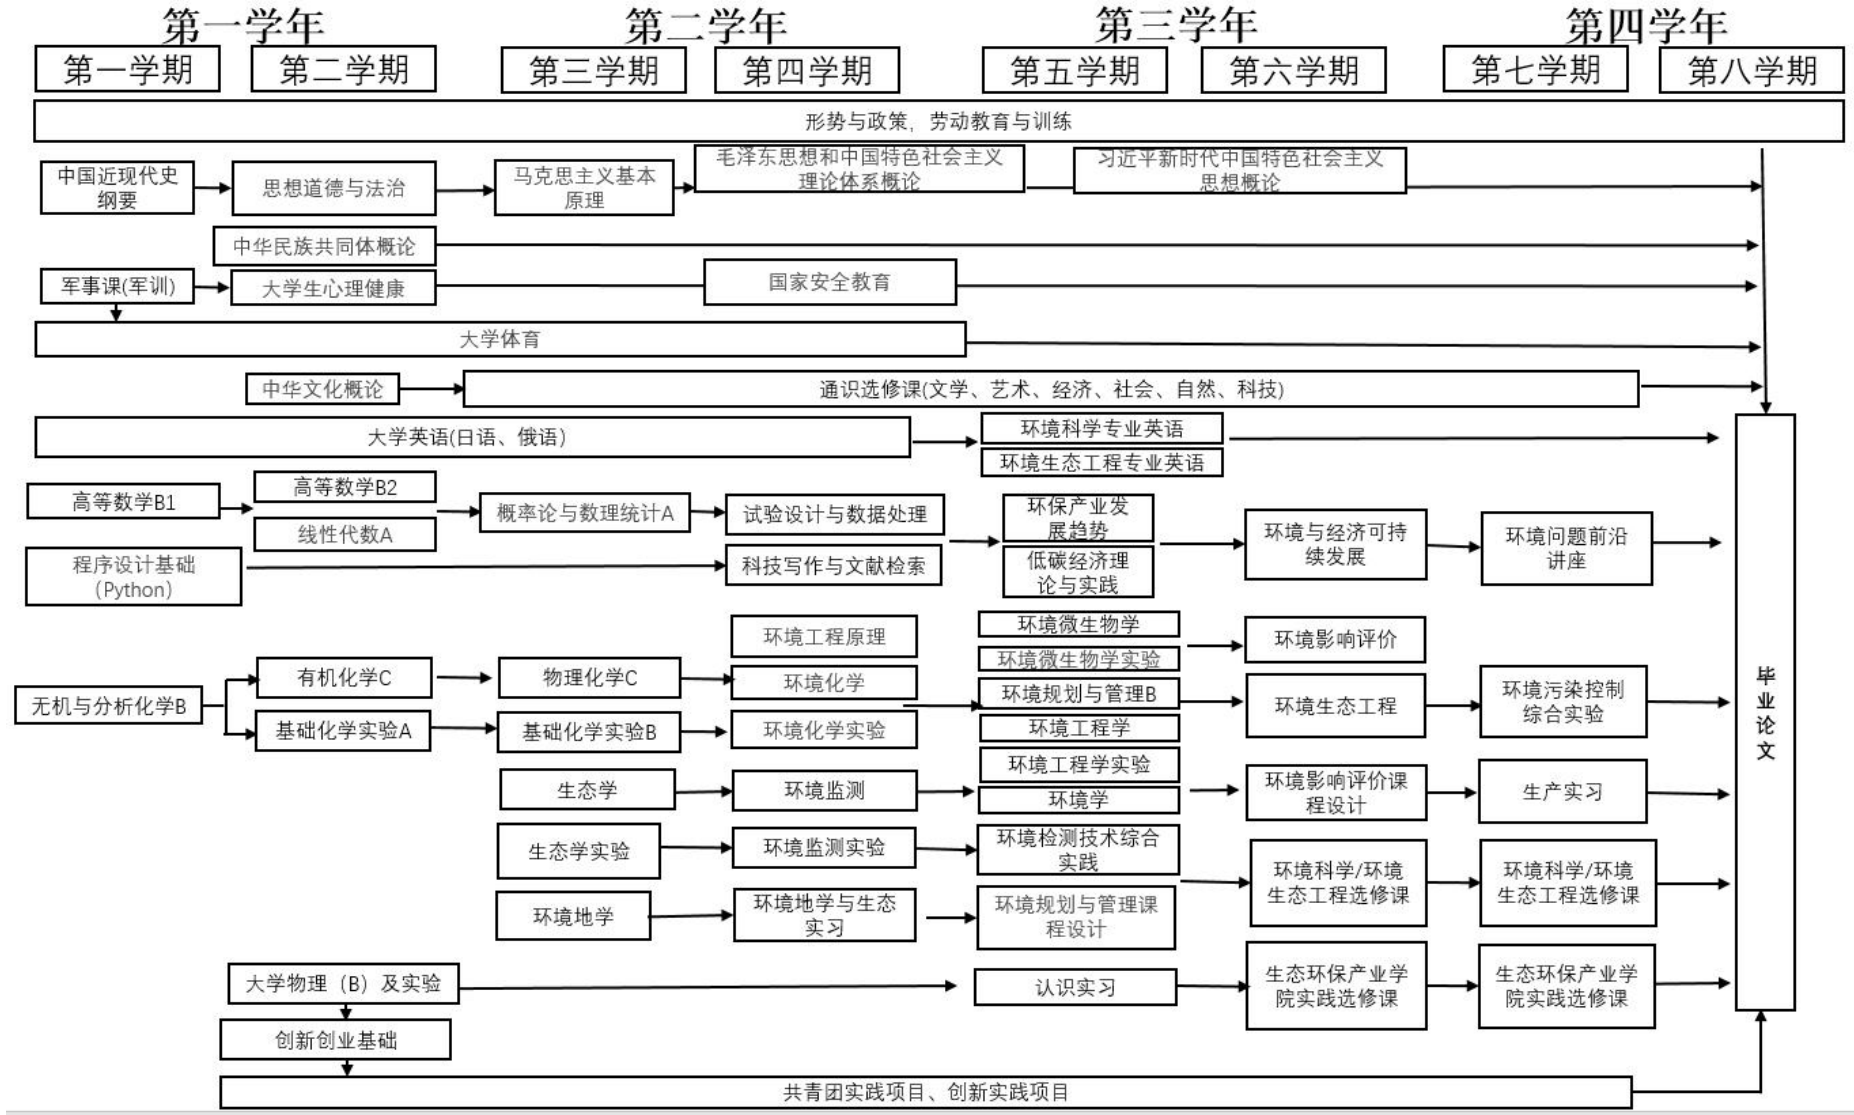 第一学年
第二学年
第三学年
第四学年
第一学期
第二学期
第三学期
第四学期
第五学期
第六学期
第七学期
第八学期
形势与政策，劳动教育与训练
中国近现代史
纲要
思想道德与法治
马克思主义基本
原理
毛泽东思想和中国特色社会主义
理论体系概论
习近平新时代中国特色社会主义
思想概论
中华民族共同体概论
军事课(军训)
大学生心理健康
国家安全教育
大学体育
中华文化概论
通识选修课(文学、艺术、经济、社会、自然、科技)
大学英语(日语、俄语)
环境科学专业英语
环境生态工程专业英语
高等数学B1
高等数学B2
线性代数A
概率论与数理统计A
试验设计与数据处理
环保产业发
展趋势
环境与经济可持
续发展
环境问题前沿
讲座
程序设计基础
（Python）
科技写作与文献检索
低碳经济理
论与实践
环境工程原理
环境微生物学
环境微生物学实验
环境影响评价
无机与分析化学B
有机化学C
物理化学C
环境化学
环境规划与管理B
环境生态工程
环境污染控制
综合实验
基础化学实验A
基础化学实验B
环境化学实验
环境工程学
环境工程学实验
生态学
环境监测
环境学
环境影响评价课
程设计
生产实习
生态学实验
环境监测实验
环境检测技术综合
实践
环境科学/环境
生态工程选修课
环境科学/环境
生态工程选修课
环境地学
环境地学与生态
实习
环境规划与管理课
程设计
大学物理（B）及实验
认识实习
生态环保产业学
院实践选修课
生态环保产业学
院实践选修课
创新创业基础
共青团实践项目、创新实践项目
毕
业
论
文